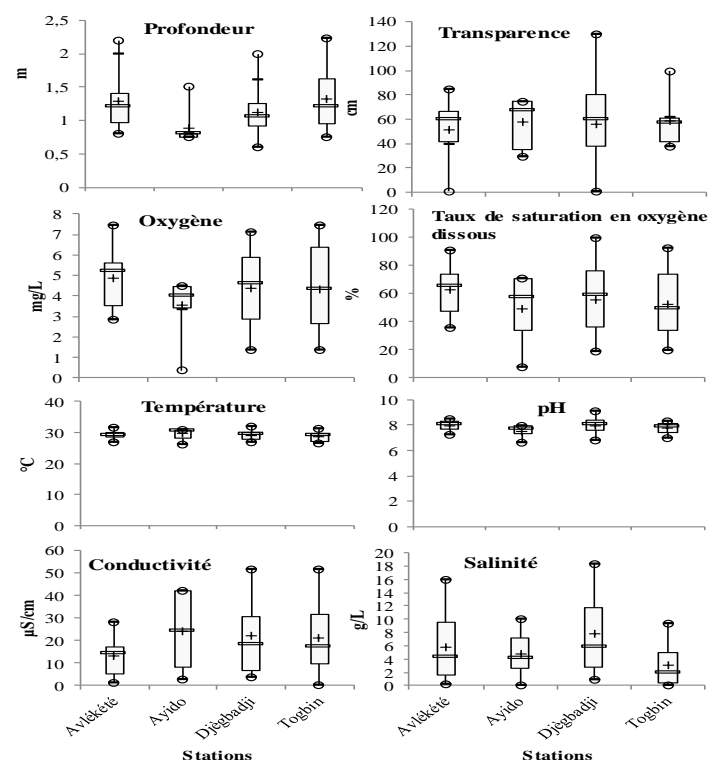 Profondeur
m
2,5
2
1,5
1
0,5
0
Transparence
cm
140
120
100
80
60
40
20
0
Oxygène
mg/L
8
7
6
5
4
3
2
1
0
Taux de saturation en oxygène
dissous
%
120
100
80
60
40
20
0
Température
°C
40
30
20
10
0
pH
10
8
6
4
2
0
Conductivité
µS/cm
60
50
40
30
20
10
0
Avlékété
Ayido
Djègbadji
Togbin
Stations
Salinité
g/L
20
18
16
14
12
10
8
6
4
2
0
Avlékété
Ayido
Djègbadji
Togbin
Stations